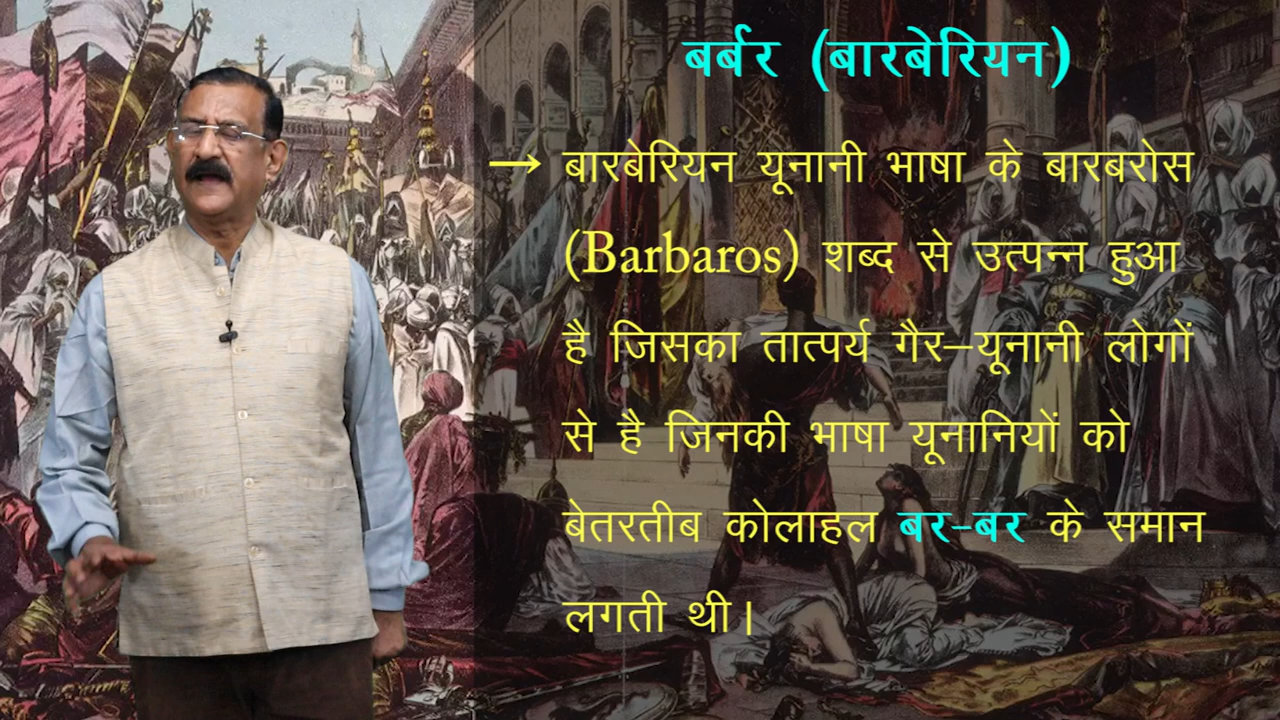 बर्बर (बारबेरियन)
→ बारबेरियन यूनानी भाषा के बारबरोस
(Barbaros) शब्द से उत्पन्न हुआ
है जिसका तात्पर्य गैर–यूनानी लोगों
से है जिनकी भाषा यूनानियों को
बेतरतीब कोलाहल बर-बर के समान
लगती थी।